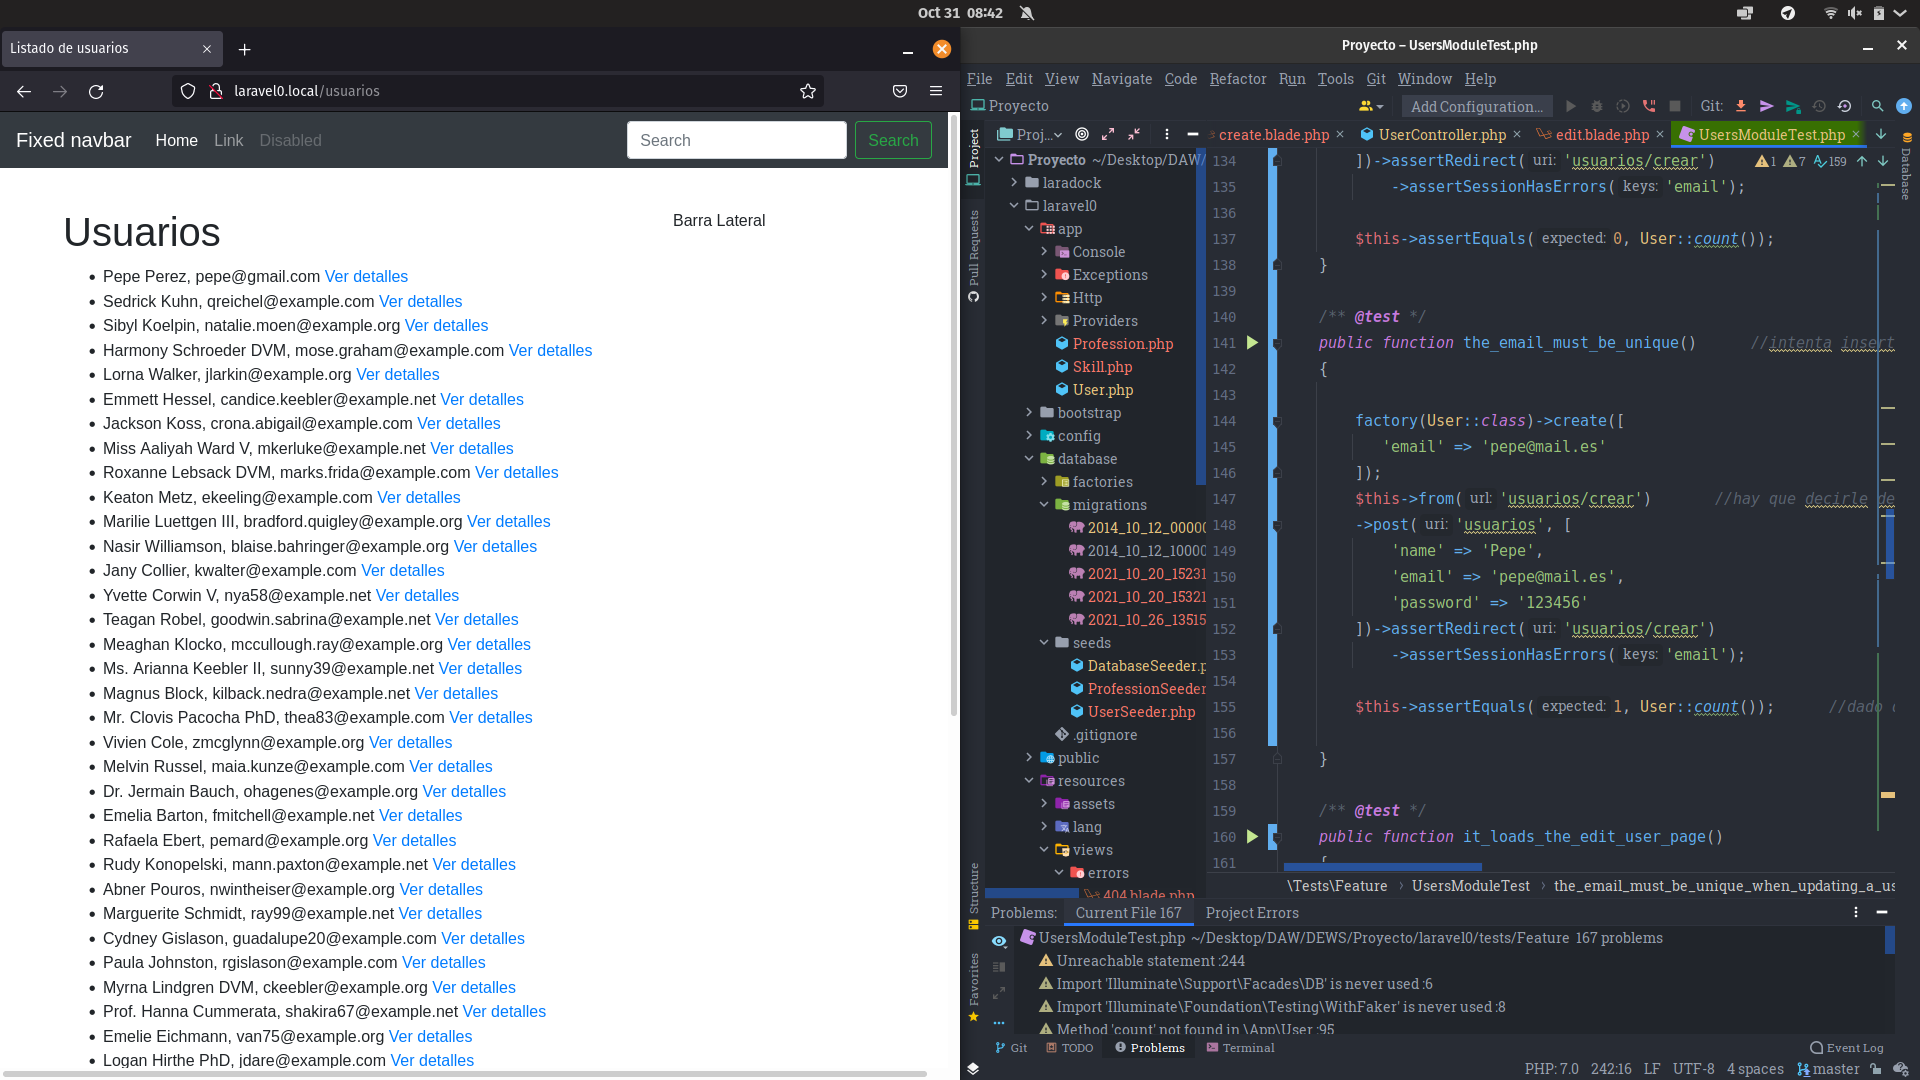 Oct 31 08:42
Listado de usuarios
laravel0.local/usuarios
Fixed navbar Home Link Disabled Search Search
Usuarios
Barra Lateral
Pepe Perez, pepe@gmail.com Ver detalles
Sedrick Kuhn, qreichel@example.com Ver detalles
Sibyl Koelpin, natalie.moen@example.org Ver detalles
Harmony Schroeder DVM, mose.graham@example.com Ver detalles
Lorna Walker, jlarkin@example.org Ver detalles
Emmett Hessel, candice.keebler@example.net Ver detalles
Jackson Koss, crona.abigail@example.com Ver detalles
Miss Aaliyah Ward V, mkerluke@example.net Ver detalles
Roxanne Lebsack DVM, marks.frida@example.com Ver detalles
Keaton Metz, ekeeling@example.com Ver detalles
Marilie Luettgen III, bradford.quigley@example.org Ver detalles
Nasir Williamson, blaise.bahringer@example.org Ver detalles
Jany Collier, kwalter@example.com Ver detalles
Yvette Corwin V, nya58@example.net Ver detalles
Teagan Robel, goodwin.sabrina@example.net Ver detalles
Meaghan Klocko, mccullough.ray@example.org Ver detalles
Ms. Arianna Keebler II, sunny39@example.net Ver detalles
Magnus Block, kilback.nedra@example.net Ver detalles
Mr. Clovis Pacocha PhD, thea83@example.com Ver detalles
Vivien Cole, zmcglynn@example.org Ver detalles
Melvin Russel, maia.kunze@example.com Ver detalles
Dr. Jermain Bauch, ohagenes@example.org Ver detalles
Emelia Barton, fmitchell@example.net Ver detalles
Rafaela Ebert, pemard@example.org Ver detalles
Rudy Konopelski, mann.paxton@example.net Ver detalles
Abner Pouros, nwintheiser@example.org Ver detalles
Marguerite Schmidt, ray99@example.net Ver detalles
Cydney Gislason, guadalupe20@example.com Ver detalles
Paula Johnston, rgislason@example.com Ver detalles
Myrna Lindgren DVM, ckeebler@example.org Ver detalles
Prof. Hanna Cummerata, shakira67@example.net Ver detalles
Emelie Eichmann, van75@example.org Ver detalles
Logan Hirthe PhD, jdare@example.com Ver detalles
Proyecto – UsersModuleTest.php
File Edit View Navigate Code Refactor Run Tools Git Window Help
Proyecto Add Configuration... Git:
Proj... create.blade.php UserController.php edit.blade.php UsersModuleTest.php
Project
Pull Requests
Structure
Favorites
Database
Proyecto ~/Desktop/DAW/
laradock
laravel0
app
Console
Exceptions
Http
Providers
Profession.php
Skill.php
User.php
bootstrap
config
database
factories
migrations
2014_10_12_00000
2014_10_12_10000
2021_10_20_15231
2021_10_20_15321
2021_10_26_13515
seeds
DatabaseSeeder.p
ProfessionSeeder
UserSeeder.php
.gitignore
public
resources
assets
lang
views
errors
404.blade.php
1 7 159
134 ])->assertRedirect( uri: 'usuarios/crear')
135 ->assertSessionHasErrors( keys: 'email');
136
137 $this->assertEquals( expected: 0, User::count());
138 }
139
140 /** @test */
141 public function the_email_must_be_unique() //intenta insert
142 {
143
144 factory(User::class)->create([
145 'email' => 'pepe@mail.es'
146 ]);
147 $this->from( url: 'usuarios/crear') //hay que decirle de
148 ->post( uri: 'usuarios', [
149 'name' => 'Pepe',
150 'email' => 'pepe@mail.es',
151 'password' => '123456'
152 ])->assertRedirect( uri: 'usuarios/crear')
153 ->assertSessionHasErrors( keys: 'email');
154
155 $this->assertEquals( expected: 1, User::count()); //dado
156
157 }
158
159 /** @test */
160 public function it_loads_the_edit_user_page()
161 {
\Tests\Feature › UsersModuleTest › the_email_must_be_unique_when_updating_a_us
Problems: Current File 167 Project Errors
UsersModuleTest.php ~/Desktop/DAW/DEWS/Proyecto/laravel0/tests/Feature 167 problems
Unreachable statement :244
Import 'Illuminate\Support\Facades\DB' is never used :6
Import 'Illuminate\Foundation\Testing\WithFaker' is never used :8
Method 'count' not found in \App\User :95
Git TODO Problems Terminal Event Log
PHP: 7.0 242:16 LF UTF-8 4 spaces master